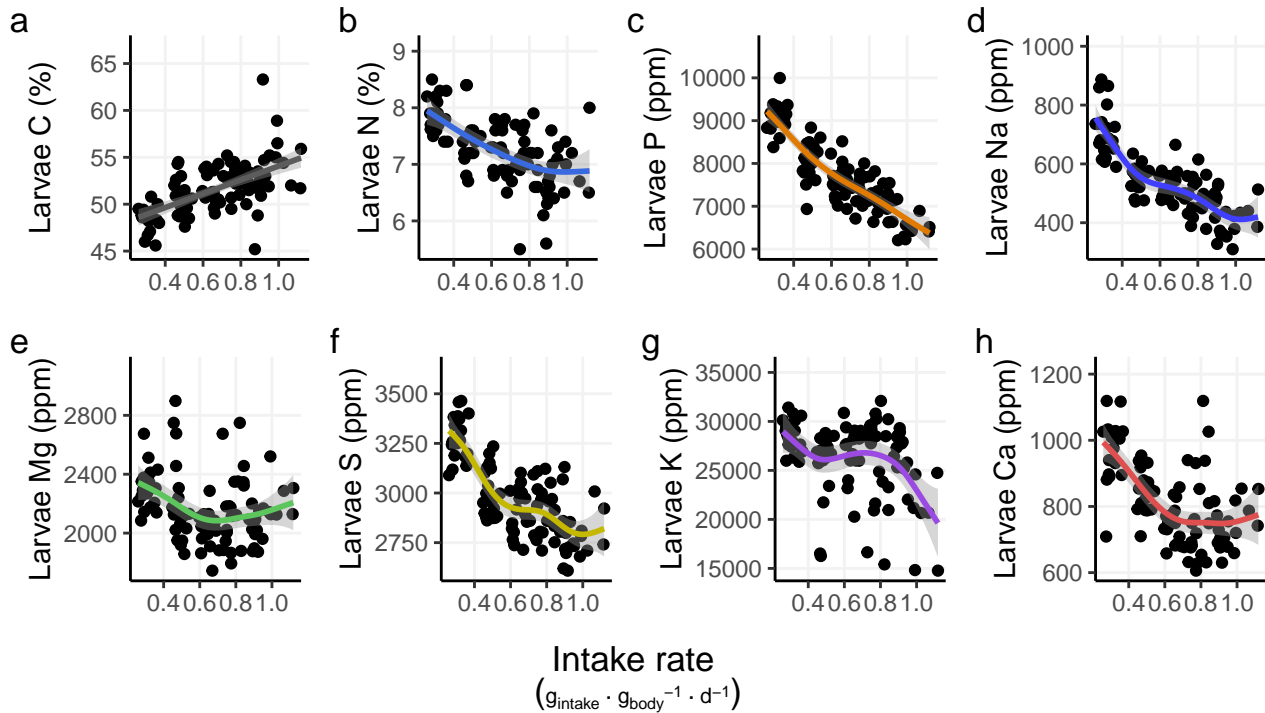 a b c d
Larvae C (%)
65
60
55
50
45
0.4 0.6 0.8 1.0
Larvae N (%)
9
8
7
6
0.4 0.6 0.8 1.0
Larvae P (ppm)
10000
9000
8000
7000
6000
0.4 0.6 0.8 1.0
Larvae Na (ppm)
1000
800
600
400
0.4 0.6 0.8 1.0
e f g h
Larvae Mg (ppm)
2800
2400
2000
0.4 0.6 0.8 1.0
Larvae S (ppm)
3500
3250
3000
2750
0.4 0.6 0.8 1.0
Larvae K (ppm)
35000
30000
25000
20000
15000
0.4 0.6 0.8 1.0
Larvae Ca (ppm)
1200
1000
800
600
0.4 0.6 0.8 1.0
Intake rate
(g_intake · g_body⁻¹ · d⁻¹)